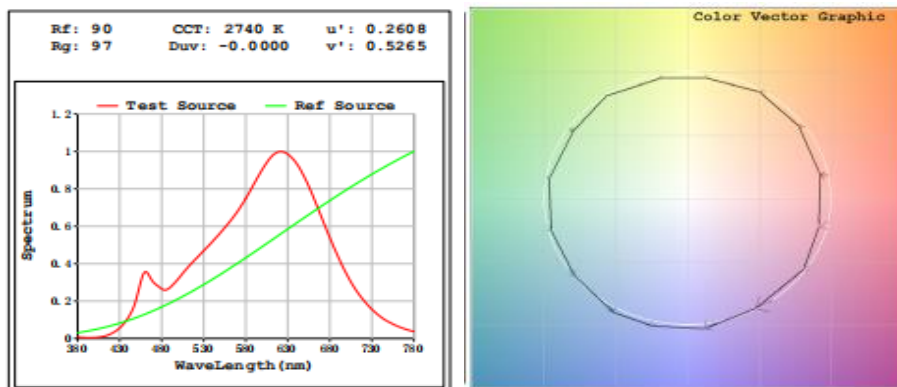 Rf: 90 CCT: 2740 K u': 0.2608
Rg: 97 Duv: -0.0000 v': 0.5265
Color Vector Graphic
Test Source Ref Source
1.2
1
0.8
0.6
0.4
0.2
0
Spectrum
380 430 480 530 580 630 680 730 780
WaveLength(nm)